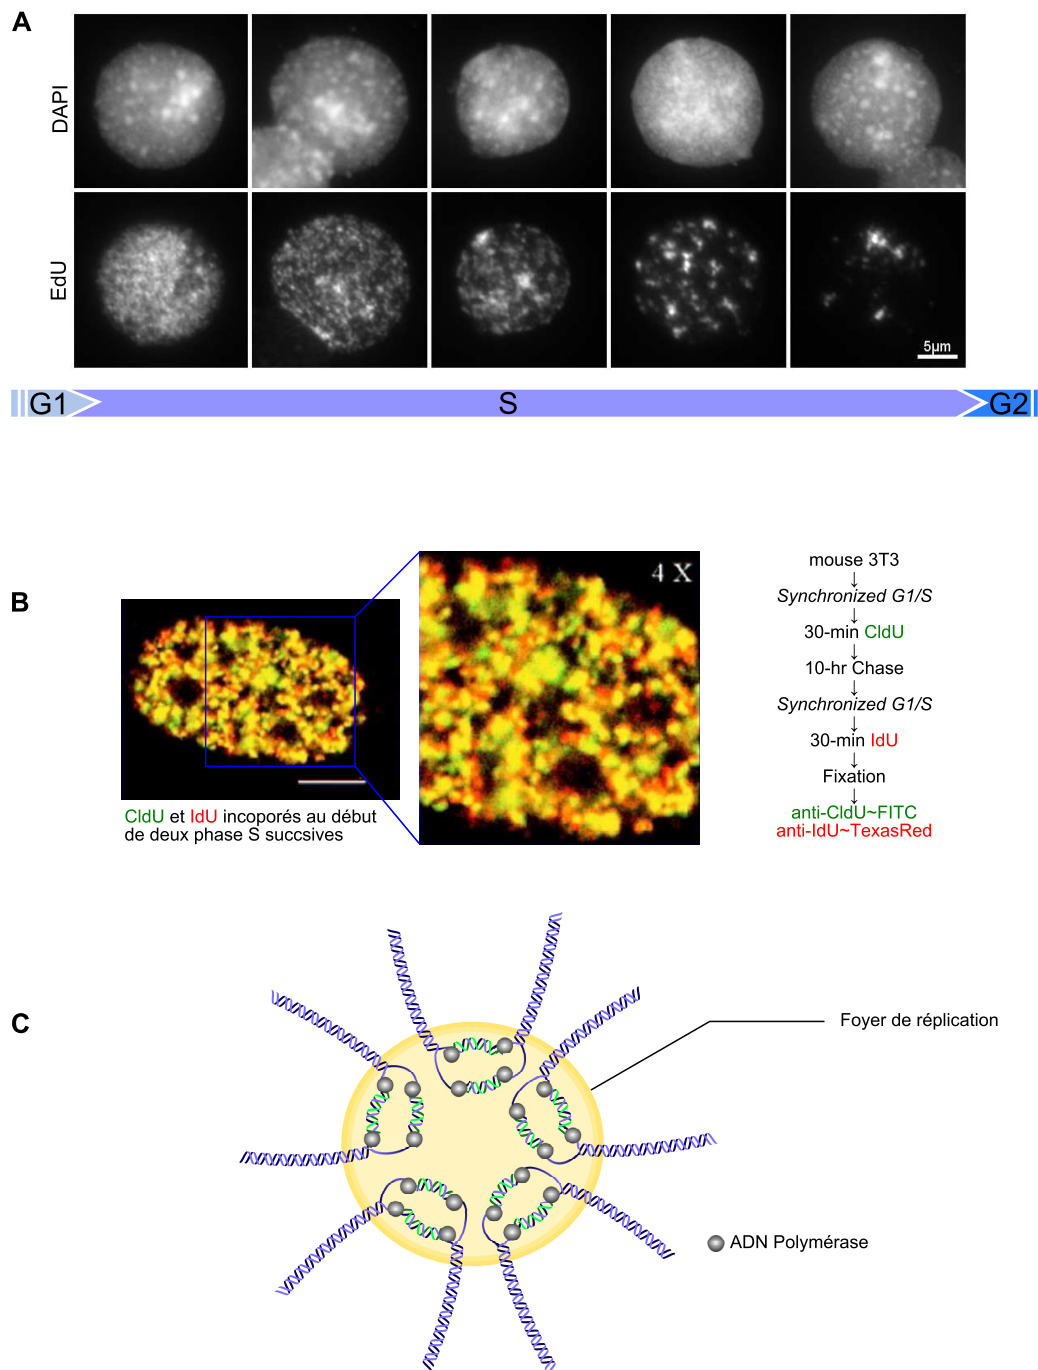 A
DAPI
EdU
5µm
G1
S
G2
B
4 X
CldU et IdU incoporés au début
de deux phase S succsives
mouse 3T3
↓
Synchronized G1/S
↓
30-min CldU
↓
10-hr Chase
↓
Synchronized G1/S
↓
30-min IdU
↓
Fixation
↓
anti-CldU~FITC
anti-IdU~TexasRed
C
Foyer de réplication
ADN Polymérase